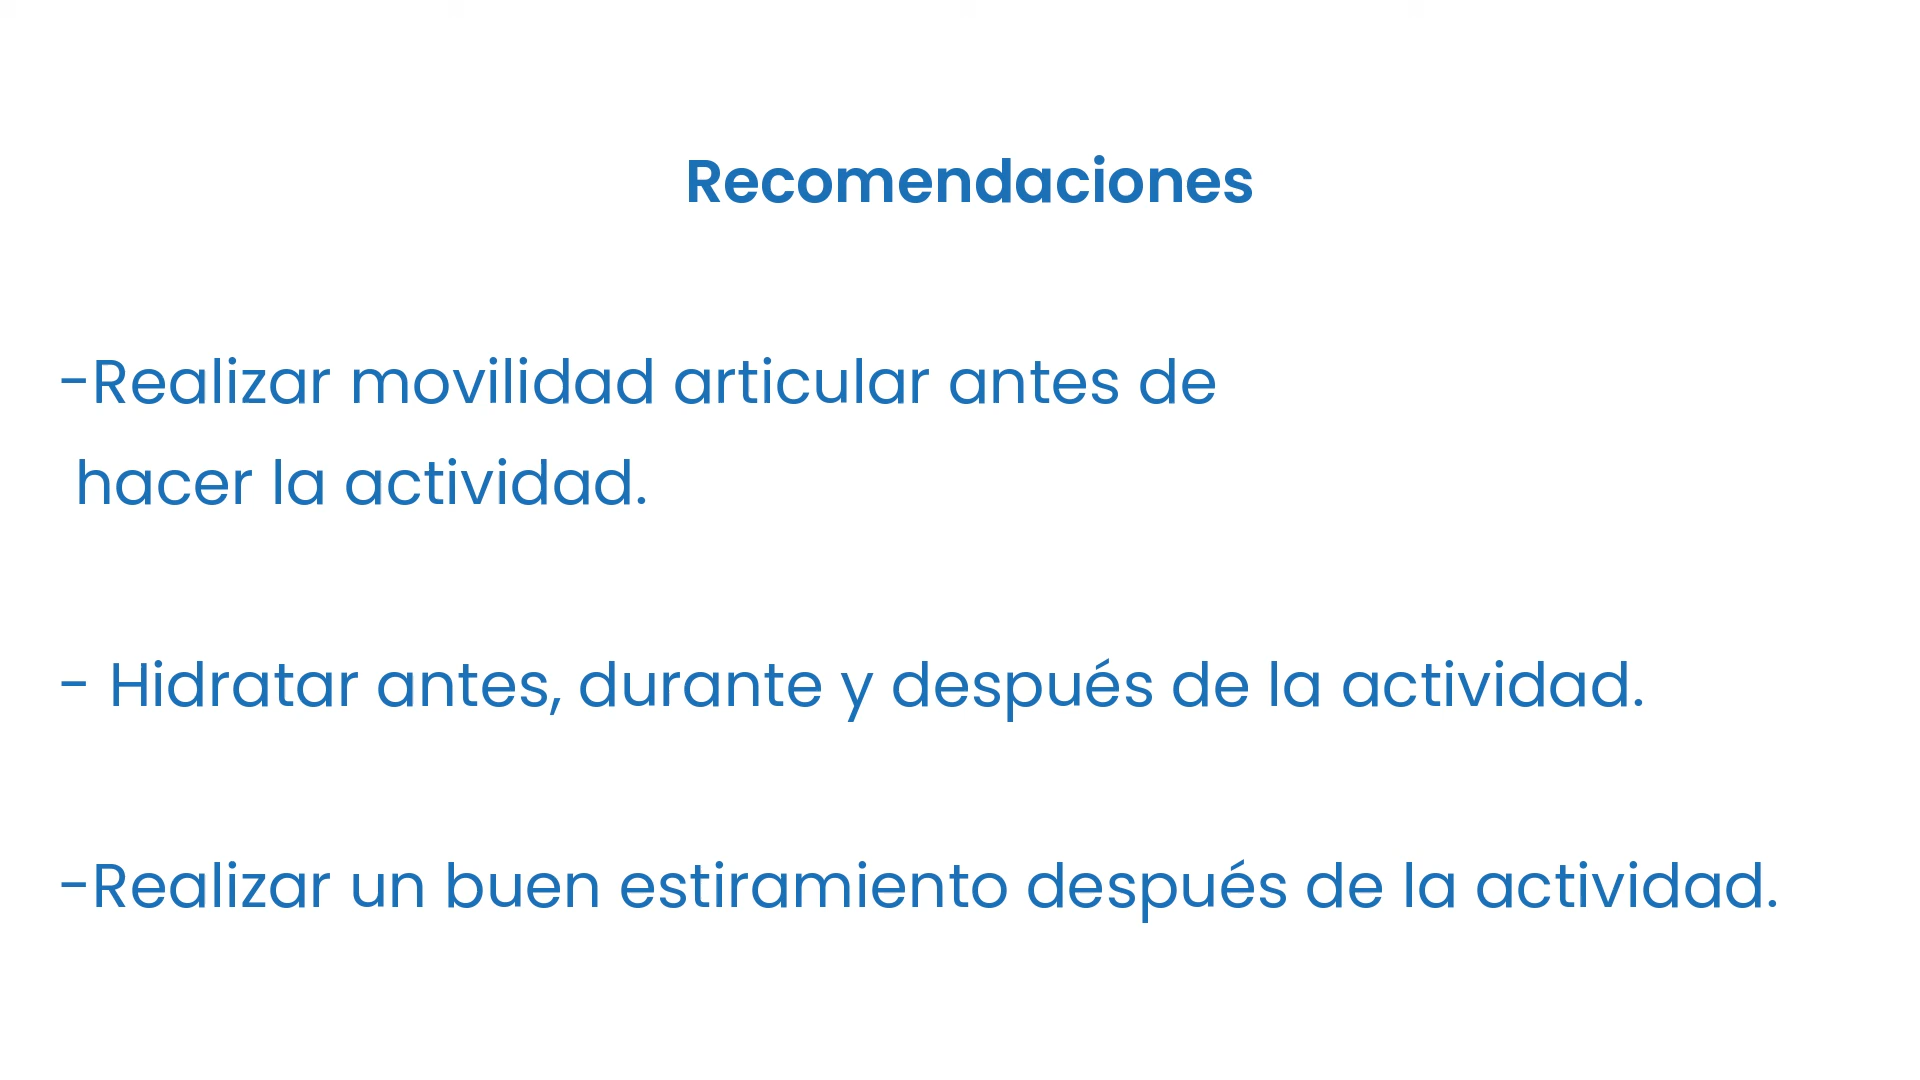 Recomendaciones
-Realizar movilidad articular antes de
hacer la actividad.
- Hidratar antes, durante y después de la actividad.
-Realizar un buen estiramiento después de la actividad.